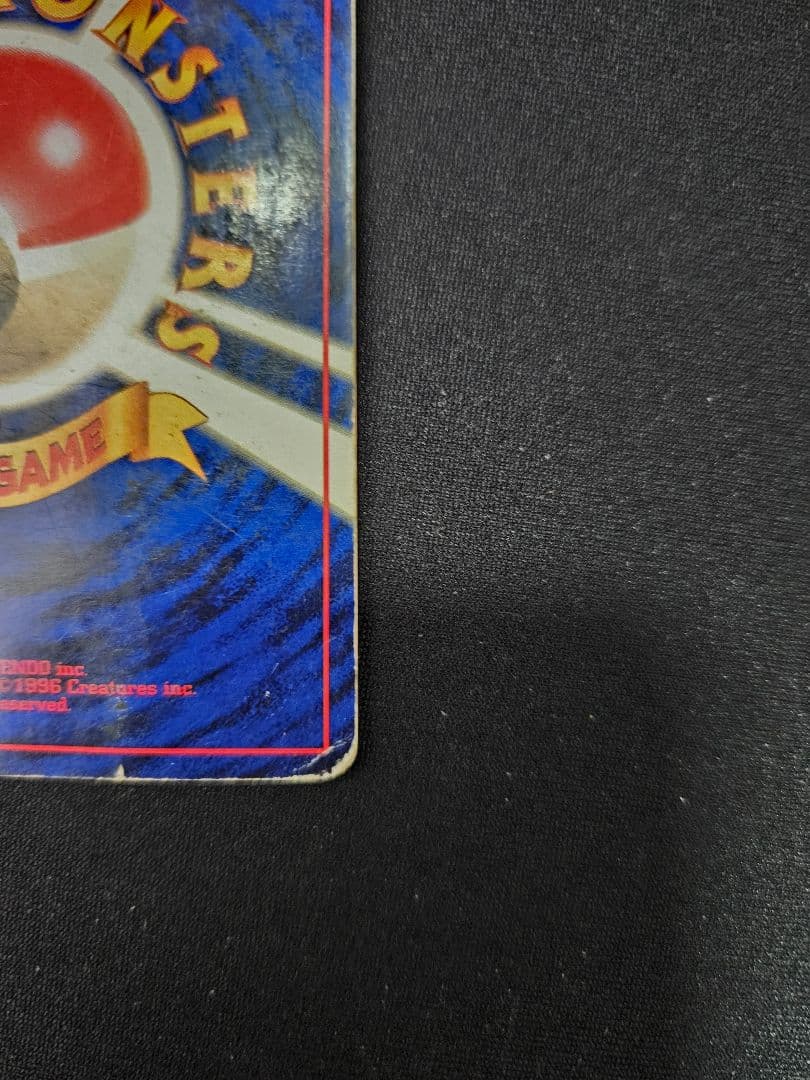 ONSTERS
GAME
ENDO inc.
©1996 Creatures inc.
eserved.